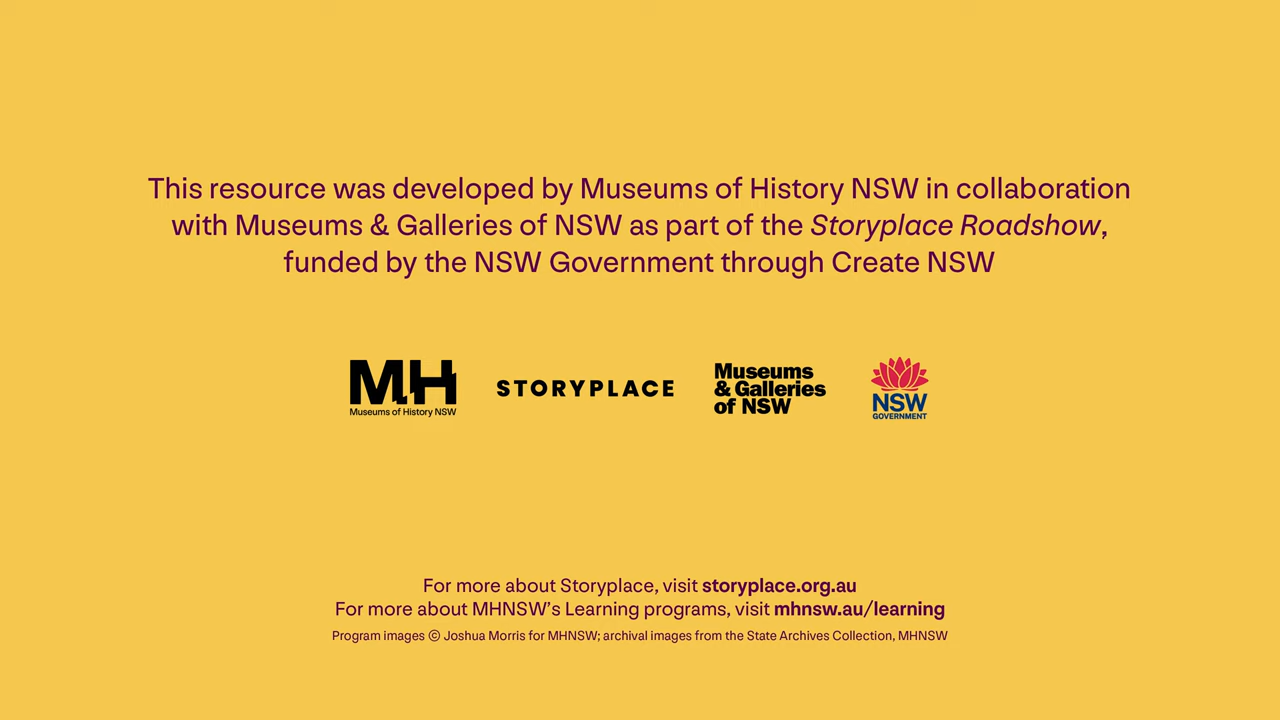 This resource was developed by Museums of History NSW in collaboration
with Museums & Galleries of NSW as part of the Storyplace Roadshow,
funded by the NSW Government through Create NSW
MH
Museums of History NSW
STORYPLACE
Museums
& Galleries
of NSW
NSW
GOVERNMENT
For more about Storyplace, visit storyplace.org.au
For more about MHNSW’s Learning programs, visit mhnsw.au/learning
Program images © Joshua Morris for MHNSW; archival images from the State Archives Collection, MHNSW